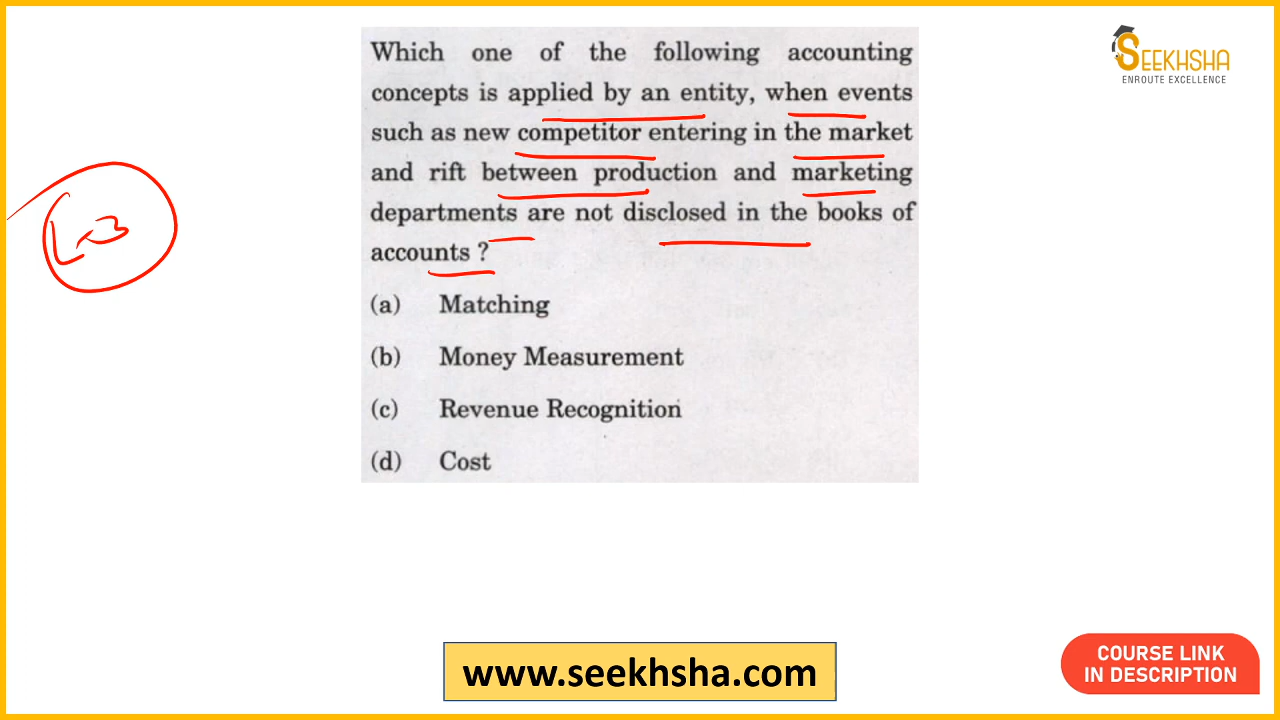 SEEKHSHA
ENROUTE EXCELLENCE
Which one of the following accounting
concepts is applied by an entity, when events
such as new competitor entering in the market
and rift between production and marketing
departments are not disclosed in the books of
accounts ?
(a) Matching
(b) Money Measurement
(c) Revenue Recognition
(d) Cost
www.seekhsha.com
COURSE LINK
IN DESCRIPTION